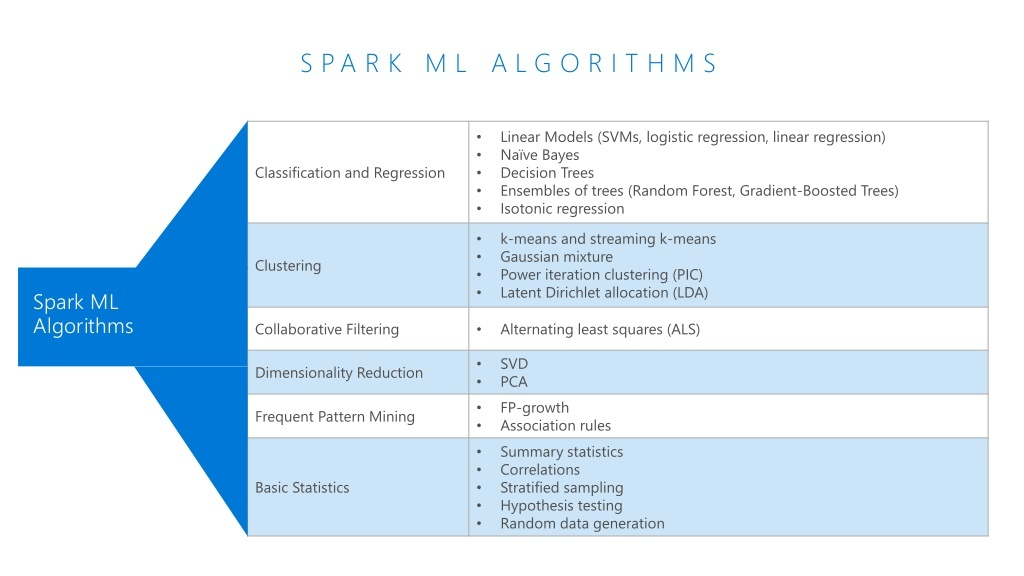 SPARK ML ALGORITHMS
Spark ML
Algorithms
Classification and Regression
• Linear Models (SVMs, logistic regression, linear regression)
• Naïve Bayes
• Decision Trees
• Ensembles of trees (Random Forest, Gradient-Boosted Trees)
• Isotonic regression
Clustering
• k-means and streaming k-means
• Gaussian mixture
• Power iteration clustering (PIC)
• Latent Dirichlet allocation (LDA)
Collaborative Filtering
• Alternating least squares (ALS)
Dimensionality Reduction
• SVD
• PCA
Frequent Pattern Mining
• FP-growth
• Association rules
Basic Statistics
• Summary statistics
• Correlations
• Stratified sampling
• Hypothesis testing
• Random data generation